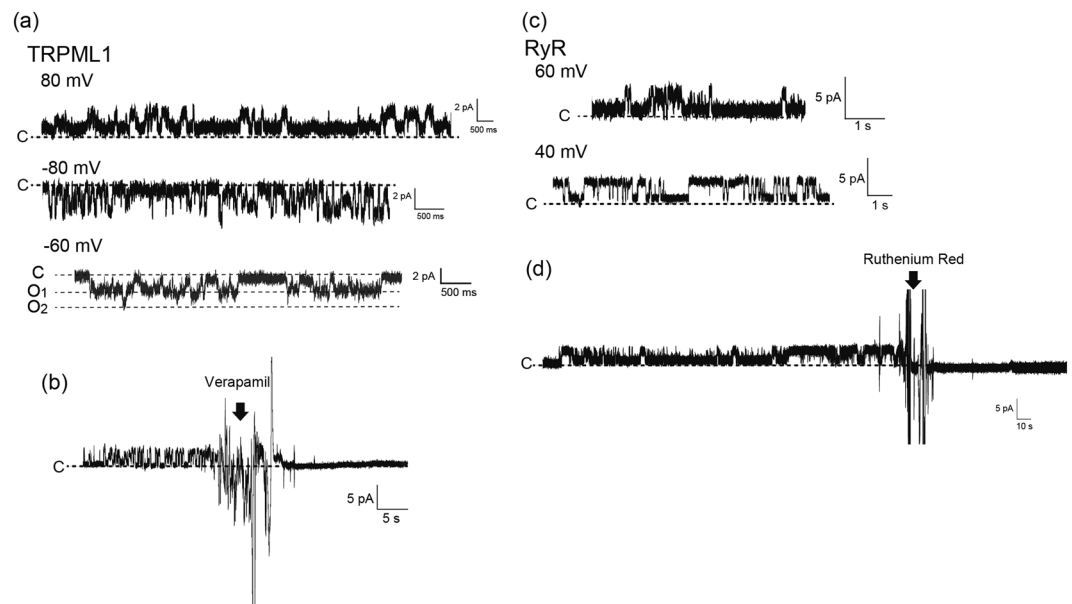 (a)
TRPML1
80 mV
C
2 pA
500 ms
-80 mV
C
2 pA
500 ms
-60 mV
C
O1
O2
2 pA
500 ms
(b)
Verapamil
C
5 pA
5 s
(c)
RyR
60 mV
C
5 pA
1 s
40 mV
C
5 pA
1 s
(d)
Ruthenium Red
C
5 pA
10 s